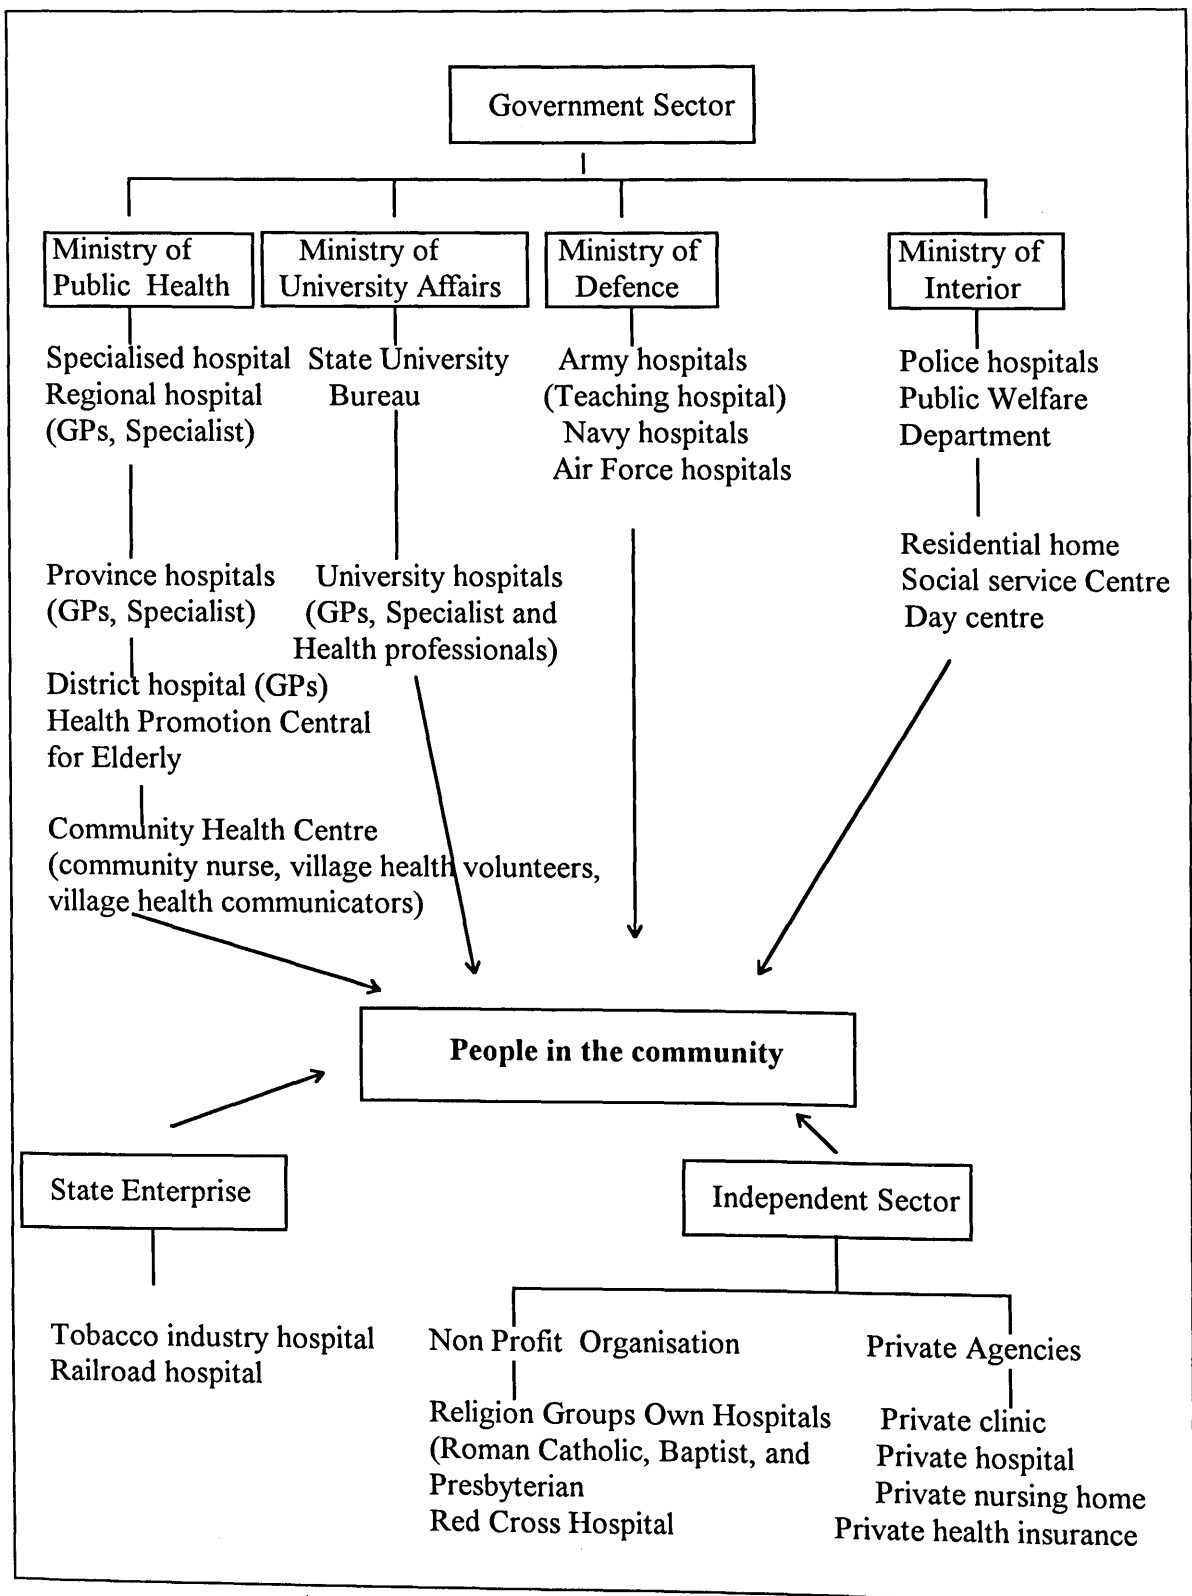 Government Sector
Ministry of
Public Health
Ministry of
University Affairs
Ministry of
Defence
Ministry of
Interior
Specialised hospital
Regional hospital
(GPs, Specialist)
Province hospitals
(GPs, Specialist)
District hospital (GPs)
Health Promotion Central
for Elderly
Community Health Centre
(community nurse, village health volunteers,
village health communicators)
State University
Bureau
University hospitals
(GPs, Specialist and
Health professionals)
Army hospitals
(Teaching hospital)
Navy hospitals
Air Force hospitals
Police hospitals
Public Welfare
Department
Residential home
Social service Centre
Day centre
People in the community
State Enterprise
Tobacco industry hospital
Railroad hospital
Independent Sector
Non Profit Organisation
Religion Groups Own Hospitals
(Roman Catholic, Baptist, and
Presbyterian
Red Cross Hospital
Private Agencies
Private clinic
Private hospital
Private nursing home
Private health insurance